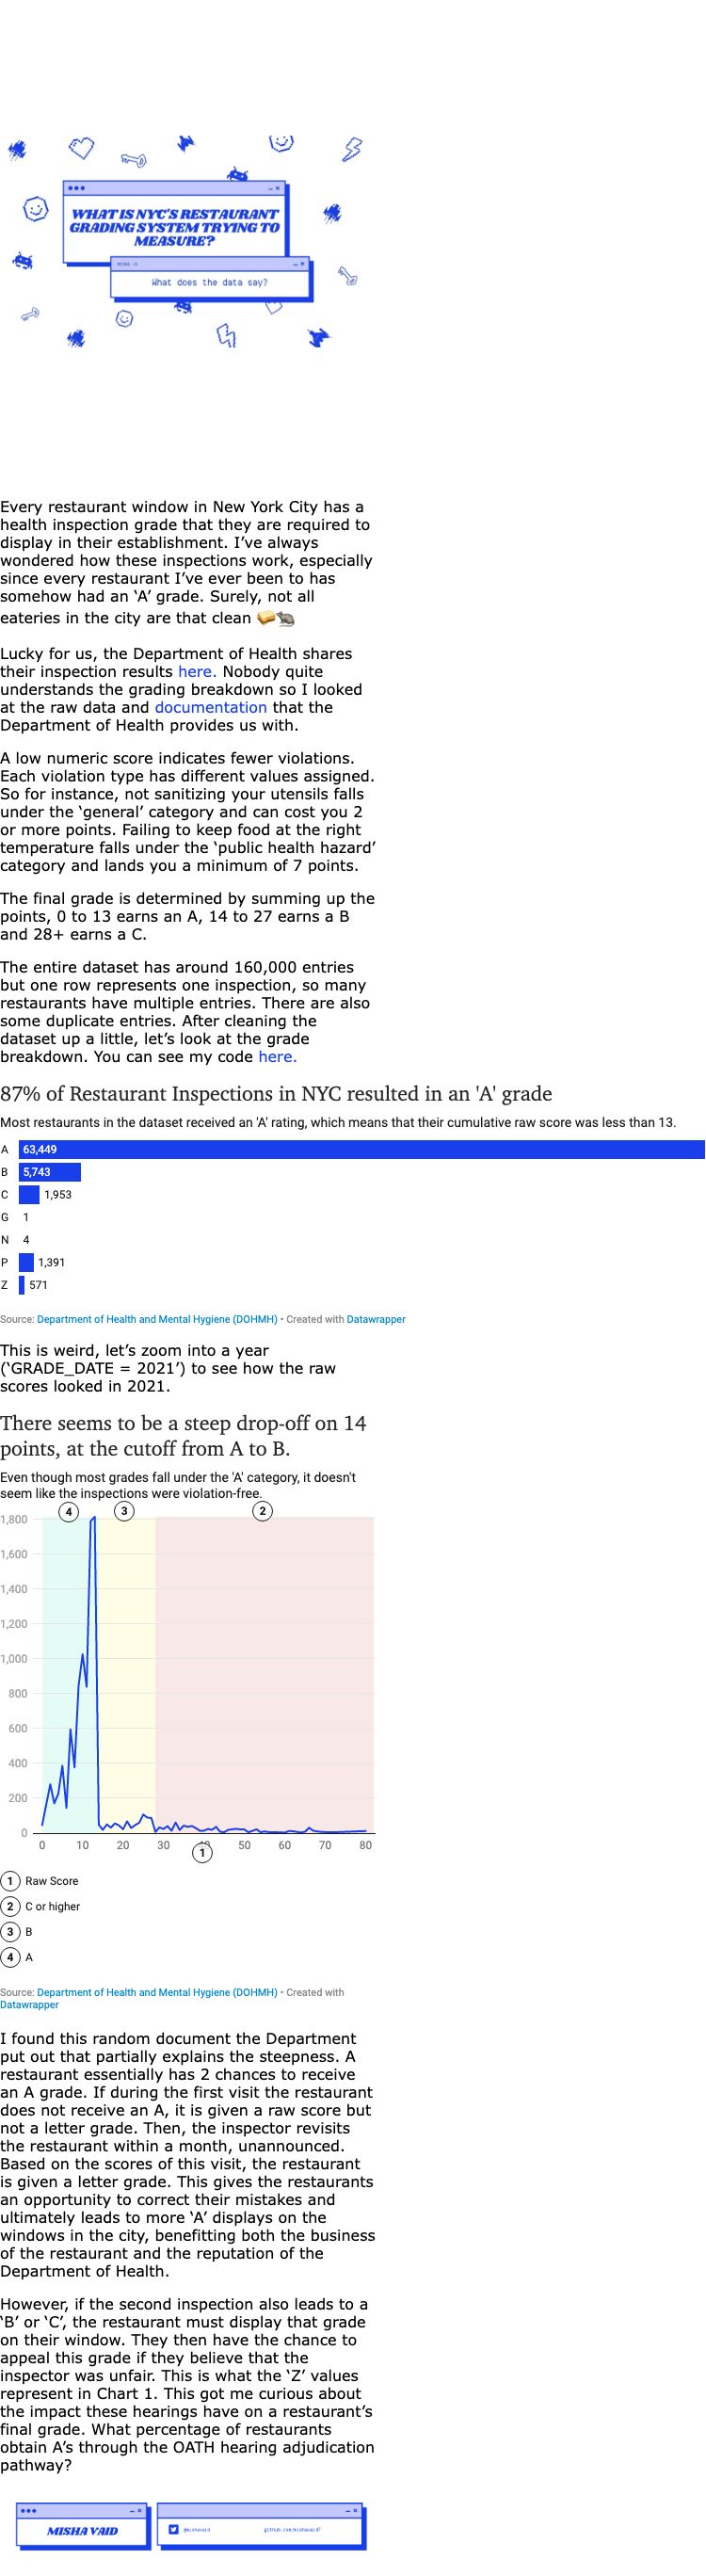 WHAT IS NYC'S RESTAURANT
GRADING SYSTEM TRYING TO
MEASURE?
What does the data say?
Every restaurant window in New York City has a
health inspection grade that they are required to
display in their establishment. I've always
wondered how these inspections work, especially
since every restaurant I've ever been to has
somehow had an 'A' grade. Surely, not all
eateries in the city are that clean 🥪🐀
Lucky for us, the Department of Health shares
their inspection results here. Nobody quite
understands the grading breakdown so I looked
at the raw data and documentation that the
Department of Health provides us with.
A low numeric score indicates fewer violations.
Each violation type has different values assigned.
So for instance, not sanitizing your utensils falls
under the 'general' category and can cost you 2
or more points. Failing to keep food at the right
temperature falls under the 'public health hazard'
category and lands you a minimum of 7 points.
The final grade is determined by summing up the
points, 0 to 13 earns an A, 14 to 27 earns a B
and 28+ earns a C.
The entire dataset has around 160,000 entries
but one row represents one inspection, so many
restaurants have multiple entries. There are also
some duplicate entries. After cleaning the
dataset up a little, let's look at the grade
breakdown. You can see my code here.
87% of Restaurant Inspections in NYC resulted in an 'A' grade
Most restaurants in the dataset received an 'A' rating, which means that their cumulative raw score was less than 13.
A 63,449
B 5,743
C 1,953
G 1
N 4
P 1,391
Z 571
Source: Department of Health and Mental Hygiene (DOHMH) • Created with Datawrapper
This is weird, let's zoom into a year
('GRADE_DATE = 2021') to see how the raw
scores looked in 2021.
There seems to be a steep drop-off on 14
points, at the cutoff from A to B.
Even though most grades fall under the 'A' category, it doesn't
seem like the inspections were violation-free.
4 3 2
1,800
1,600
1,400
1,200
1,000
800
600
400
200
0
0 10 20 30 40 50 60 70 80
1
1 Raw Score
2 C or higher
3 B
4 A
Source: Department of Health and Mental Hygiene (DOHMH) • Created with
Datawrapper
I found this random document the Department
put out that partially explains the steepness. A
restaurant essentially has 2 chances to receive
an A grade. If during the first visit the restaurant
does not receive an A, it is given a raw score but
not a letter grade. Then, the inspector revisits
the restaurant within a month, unannounced.
Based on the scores of this visit, the restaurant
is given a letter grade. This gives the restaurants
an opportunity to correct their mistakes and
ultimately leads to more 'A' displays on the
windows in the city, benefitting both the business
of the restaurant and the reputation of the
Department of Health.
However, if the second inspection also leads to a
'B' or 'C', the restaurant must display that grade
on their window. They then have the chance to
appeal this grade if they believe that the
inspector was unfair. This is what the 'Z' values
represent in Chart 1. This got me curious about
the impact these hearings have on a restaurant's
final grade. What percentage of restaurants
obtain A's through the OATH hearing adjudication
pathway?
MISHA VAID